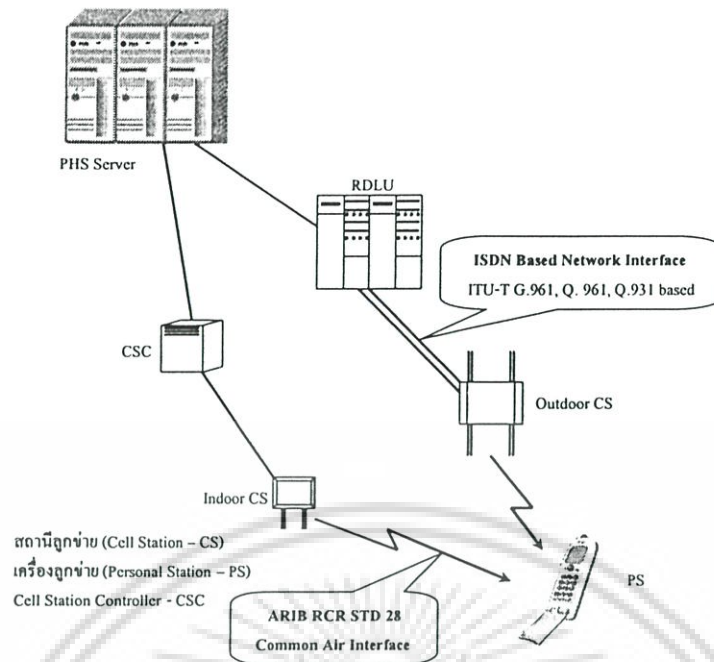 PHS Server
RDLU
ISDN Based Network Interface
ITU-T G.961, Q. 961, Q.931 based
CSC
Outdoor CS
Indoor CS
สถานีลูกข่าย (Cell Station – CS)
เครื่องลูกข่าย (Personal Station – PS)
Cell Station Controller - CSC
PS
ARIB RCR STD 28
Common Air Interface